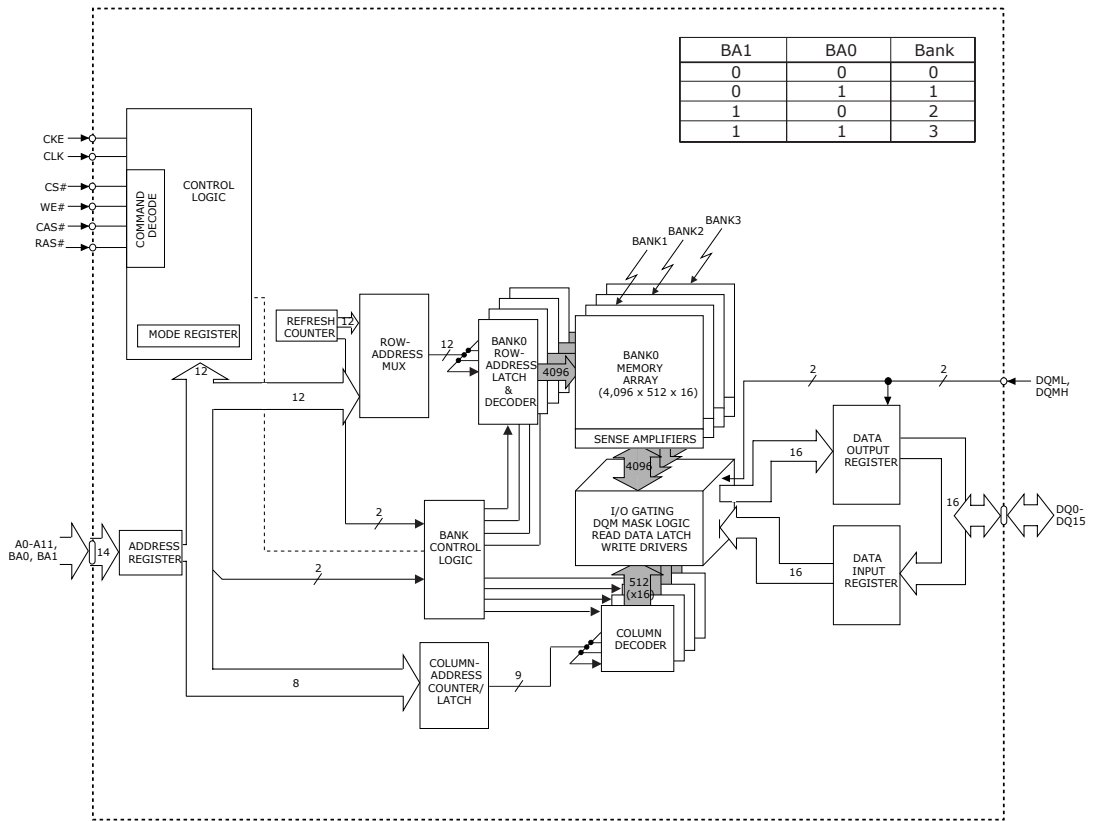 BA1 BA0 Bank
0 0 0
0 1 1
1 0 2
1 1 3
CKE
CLK
CS#
WE#
CAS#
RAS#
COMMAND
DECODE
CONTROL
LOGIC
MODE REGISTER
12
REFRESH
COUNTER
12
ROW-
ADDRESS
MUX
12
12
BANK0
ROW-
ADDRESS
LATCH
&
DECODER
4096
BANK1
BANK2
BANK3
BANK0
MEMORY
ARRAY
(4,096 x 512 x 16)
SENSE AMPLIFIERS
4096
I/O GATING
DQM MASK LOGIC
READ DATA LATCH
WRITE DRIVERS
512
(x16)
COLUMN
DECODER
2
2
DQML,
DQMH
16
DATA
OUTPUT
REGISTER
16
DQ0-
DQ15
16
DATA
INPUT
REGISTER
A0-A11,
BA0, BA1
14
ADDRESS
REGISTER
2
2
BANK
CONTROL
LOGIC
8
COLUMN-
ADDRESS
COUNTER/
LATCH
9